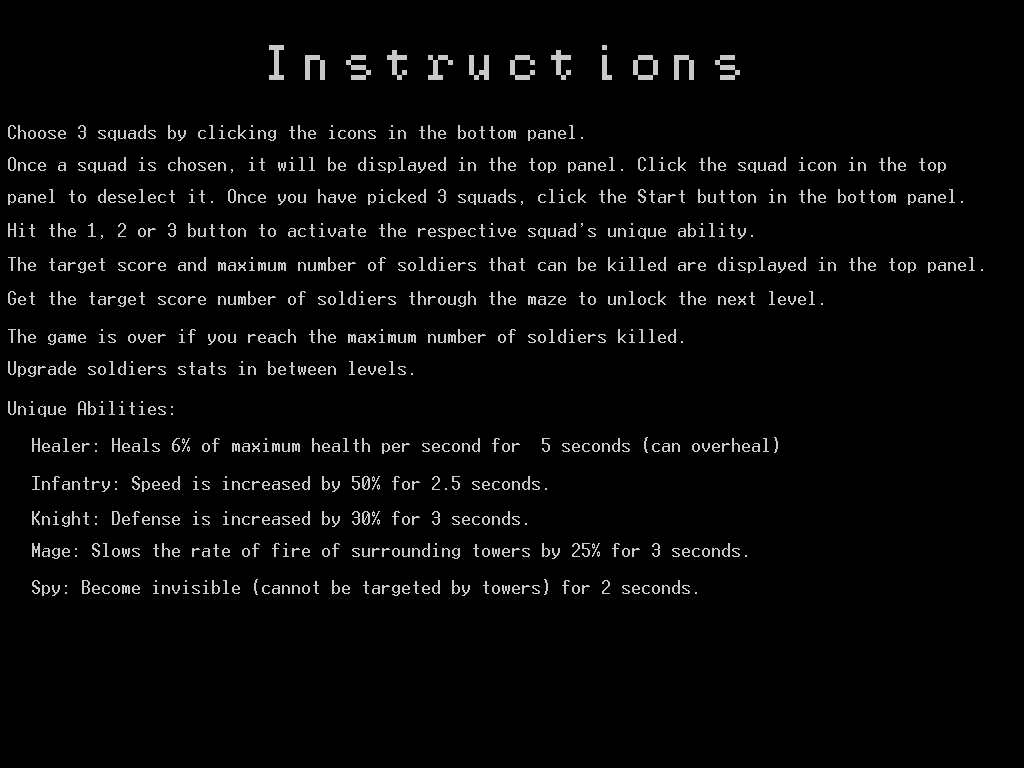 Instructions
Choose 3 squads by clicking the icons in the bottom panel.
Once a squad is chosen, it will be displayed in the top panel. Click the squad icon in the top
panel to deselect it. Once you have picked 3 squads, click the Start button in the bottom panel.
Hit the 1, 2 or 3 button to activate the respective squad's unique ability.
The target score and maximum number of soldiers that can be killed are displayed in the top panel.
Get the target score number of soldiers through the maze to unlock the next level.
The game is over if you reach the maximum number of soldiers killed.
Upgrade soldiers stats in between levels.
Unique Abilities:
Healer: Heals 6% of maximum health per second for  5 seconds (can overheal)
Infantry: Speed is increased by 50% for 2.5 seconds.
Knight: Defense is increased by 30% for 3 seconds.
Mage: Slows the rate of fire of surrounding towers by 25% for 3 seconds.
Spy: Become invisible (cannot be targeted by towers) for 2 seconds.